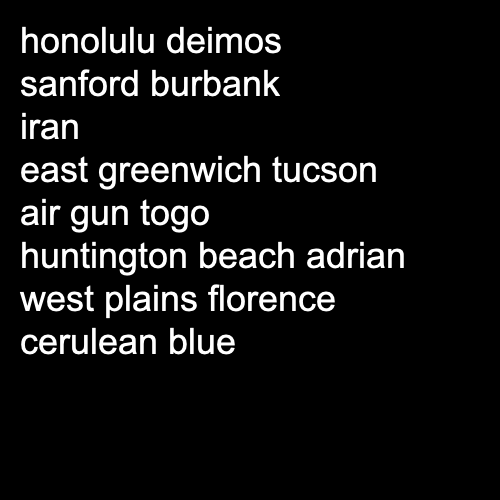 honolulu deimos
sanford burbank
iran
east greenwich tucson
air gun togo
huntington beach adrian
west plains florence
cerulean blue